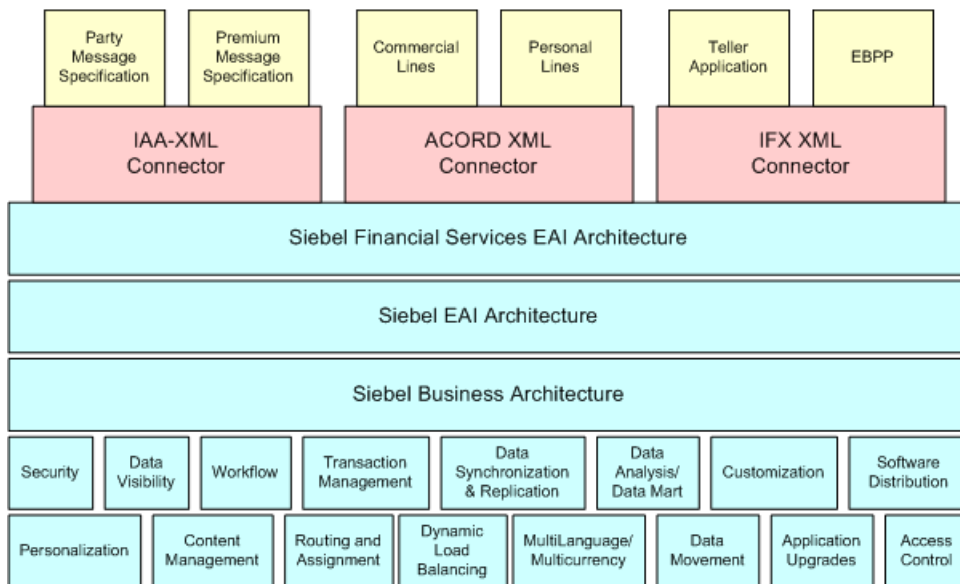 Party
Message
Specification
Premium
Message
Specification
Commercial
Lines
Personal
Lines
Teller
Application
EBPP
IAA-XML
Connector
ACORD XML
Connector
IFX XML
Connector
Siebel Financial Services EAI Architecture
Siebel EAI Architecture
Siebel Business Architecture
Security
Data
Visibility
Workflow
Transaction
Management
Data
Synchronization
& Replication
Data
Analysis/
Data Mart
Customization
Software
Distribution
Personalization
Content
Management
Routing and
Assignment
Dynamic
Load
Balancing
MultiLanguage/
Multicurrency
Data
Movement
Application
Upgrades
Access
Control